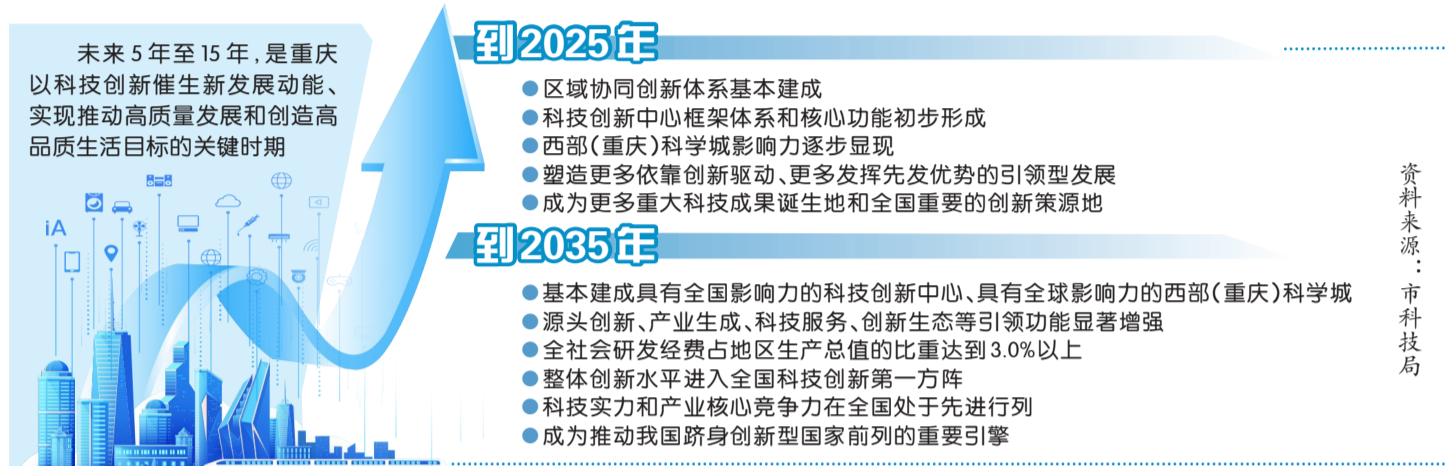 未来5年至15年，是重庆
以科技创新催生新发展动能、
实现推动高质量发展和创造高
品质生活目标的关键时期
iA
到2025年
●区域协同创新体系基本建成
●科技创新中心框架体系和核心功能初步形成
●西部（重庆）科学城影响力逐步显现
●塑造更多依靠创新驱动、更多发挥先发优势的引领型发展
●成为更多重大科技成果诞生地和全国重要的创新策源地
到2035年
●基本建成具有全国影响力的科技创新中心、具有全球影响力的西部（重庆）科学城
●源头创新、产业生成、科技服务、创新生态等引领功能显著增强
●全社会研发经费占地区生产总值的比重达到3.0%以上
●整体创新水平进入全国科技创新第一方阵
●科技实力和产业核心竞争力在全国处于先进行列
●成为推动我国跻身创新型国家前列的重要引擎
资料来源：市科技局